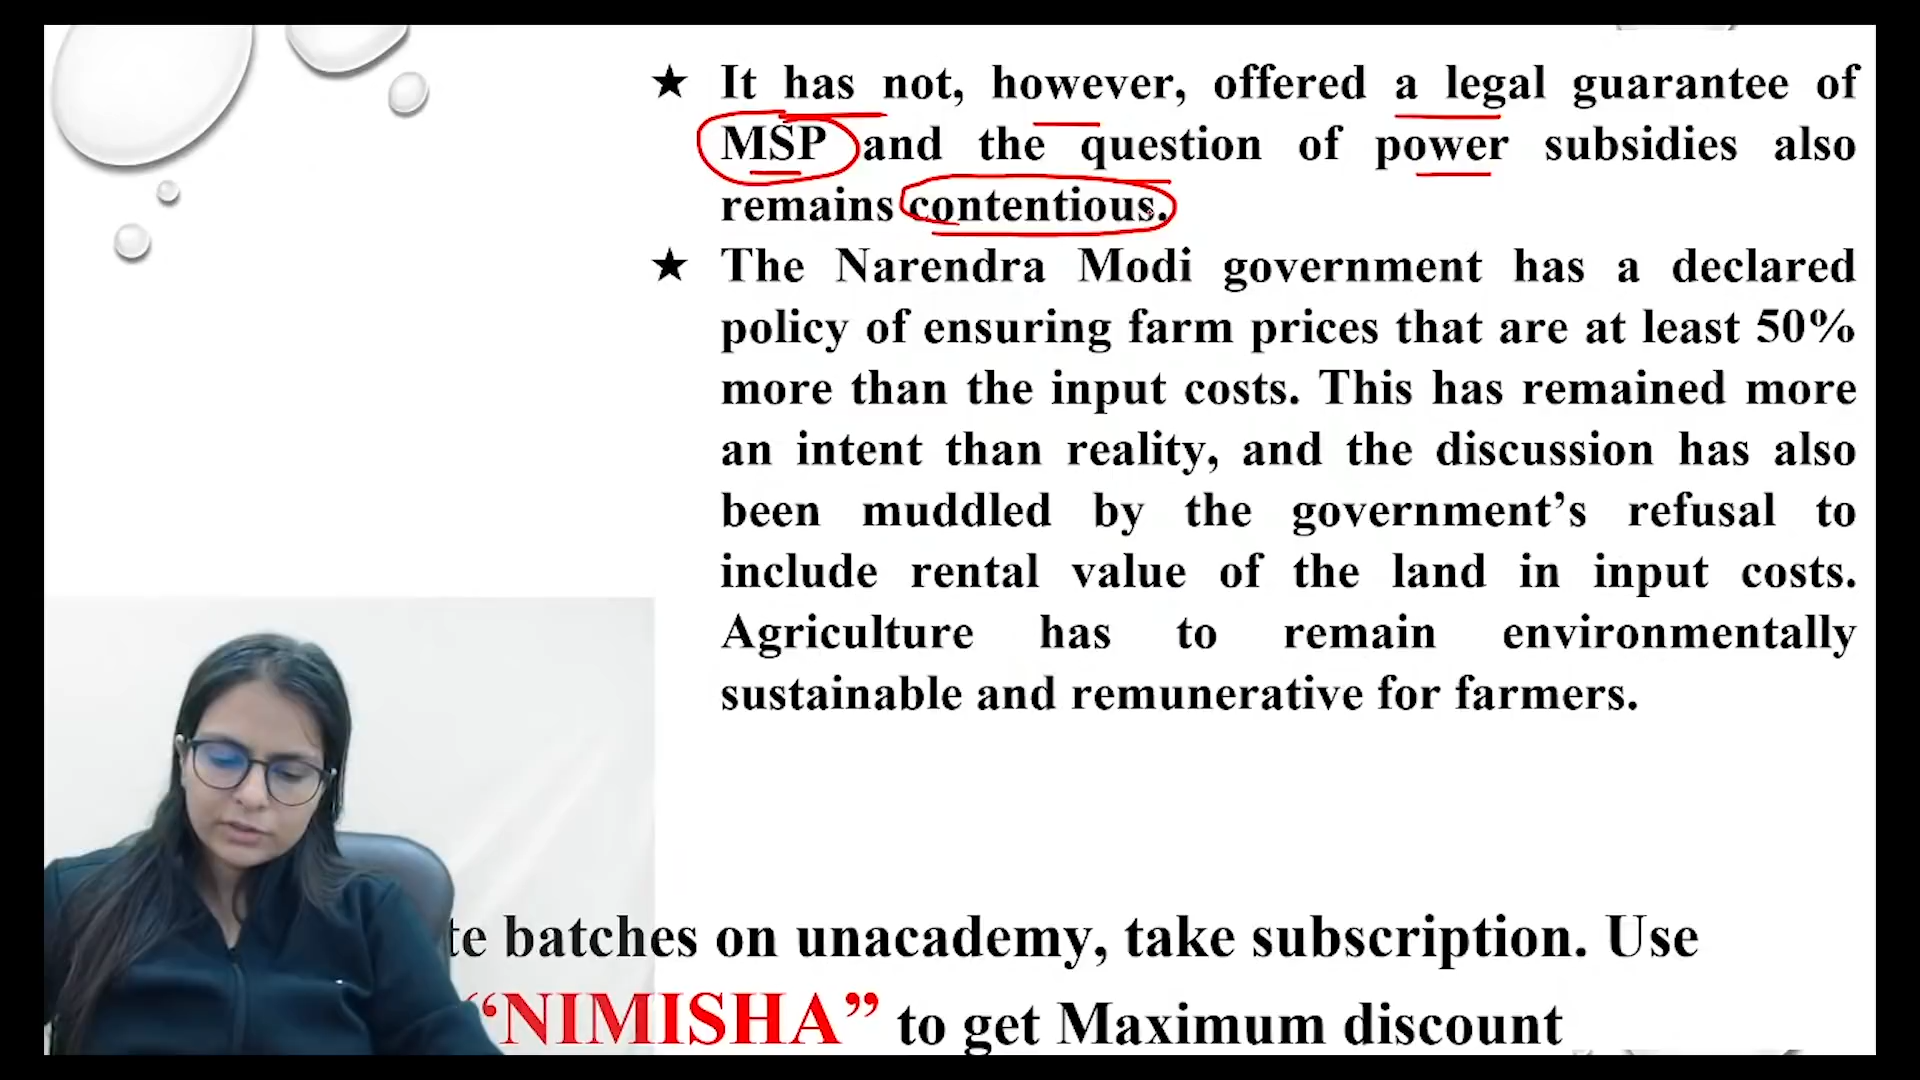 ★ It has not, however, offered a legal guarantee of
MSP and the question of power subsidies also
remains contentious.
★ The Narendra Modi government has a declared
policy of ensuring farm prices that are at least 50%
more than the input costs. This has remained more
an intent than reality, and the discussion has also
been muddled by the government’s refusal to
include rental value of the land in input costs.
Agriculture has to remain environmentally
sustainable and remunerative for farmers.
te batches on unacademy, take subscription. Use
“NIMISHA” to get Maximum discount